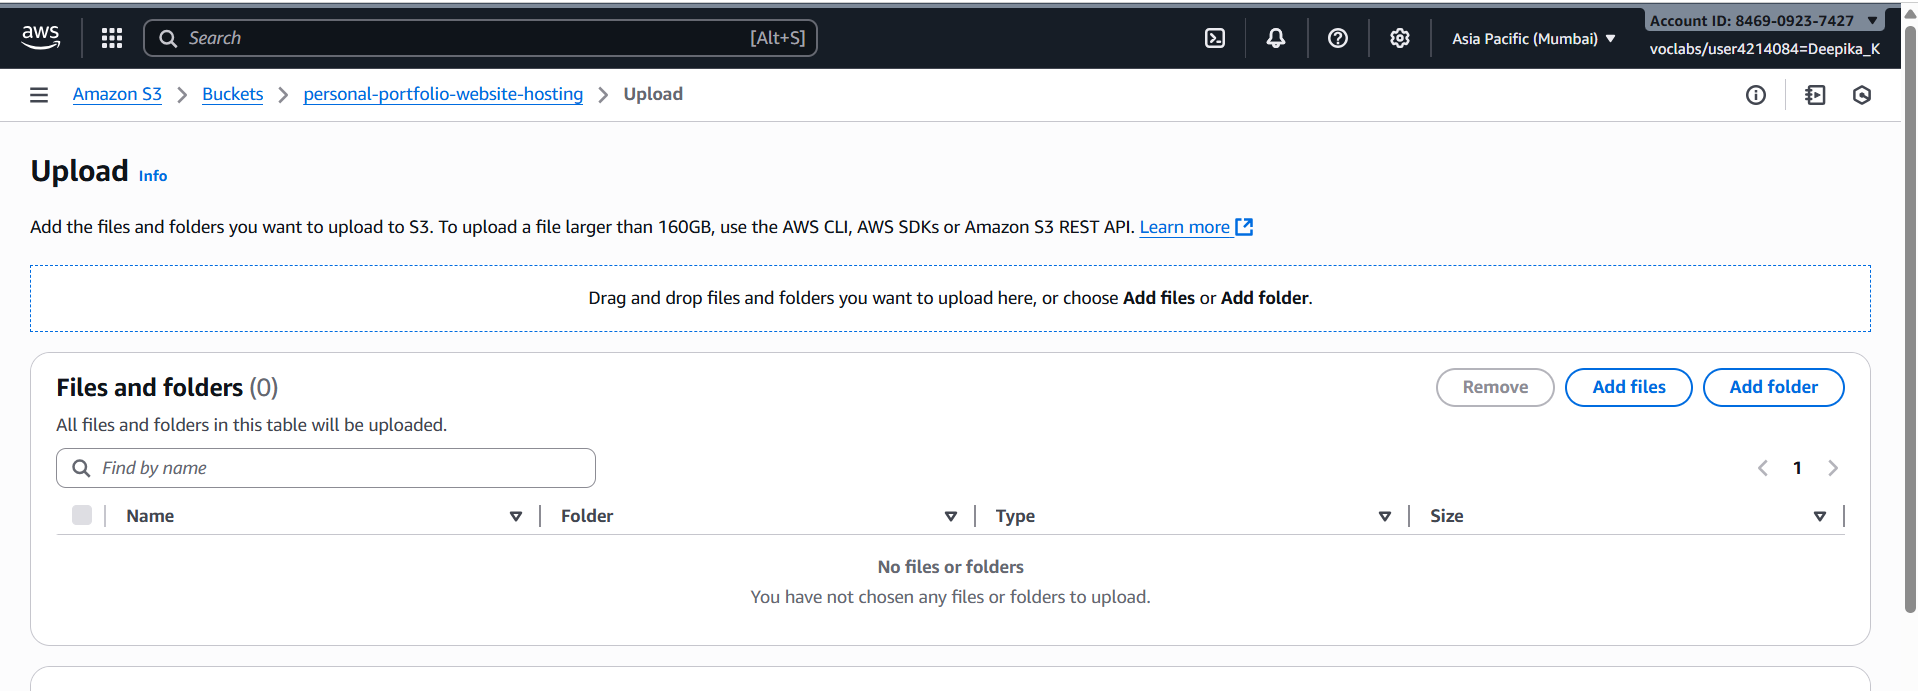 aws
Search
[Alt+S]
Asia Pacific (Mumbai)
Account ID: 8469-0923-7427
voclabs/user4214084=Deepika_K
Amazon S3 > Buckets > personal-portfolio-website-hosting > Upload
Upload Info
Add the files and folders you want to upload to S3. To upload a file larger than 160GB, use the AWS CLI, AWS SDKs or Amazon S3 REST API. Learn more
Drag and drop files and folders you want to upload here, or choose Add files or Add folder.
Files and folders (0)
Remove
Add files
Add folder
All files and folders in this table will be uploaded.
Find by name
1
Name
Folder
Type
Size
No files or folders
You have not chosen any files or folders to upload.